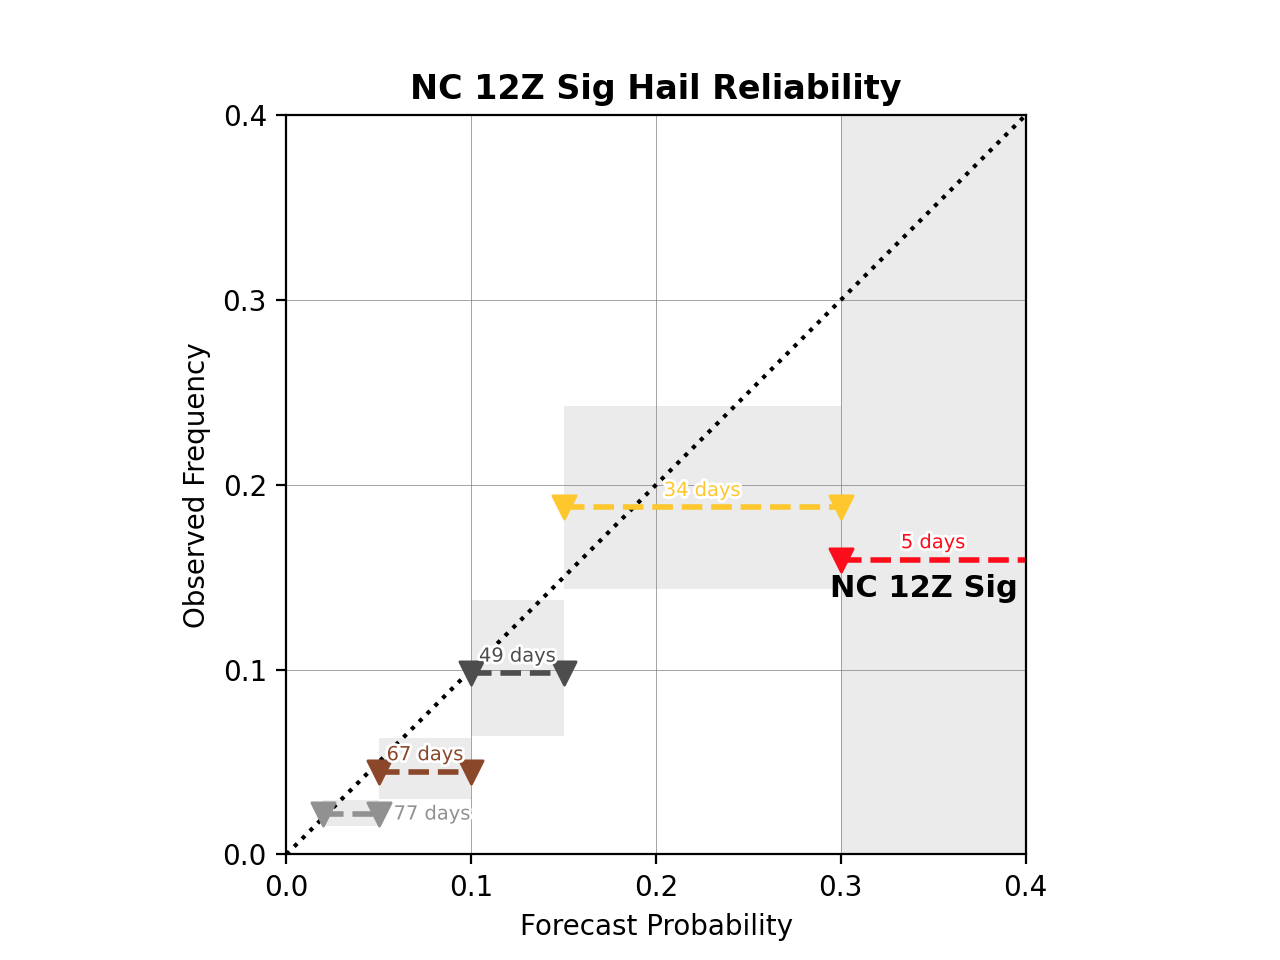 NC 12Z Sig Hail Reliability
0.4
0.3
0.2
0.1
0.0
Observed Frequency
34 days
5 days
NC 12Z Sig
49 days
67 days
77 days
0.0 0.1 0.2 0.3 0.4
Forecast Probability